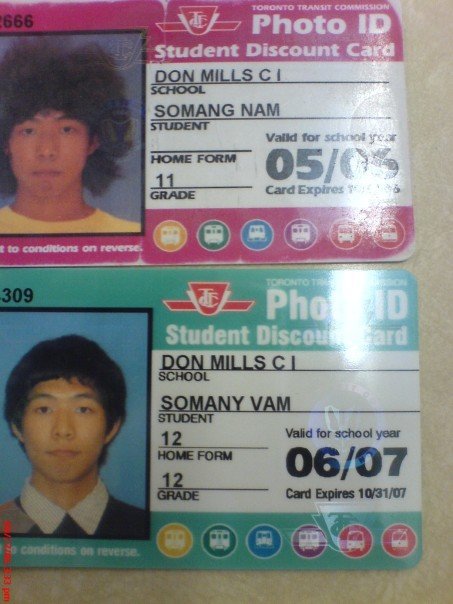 2666
TORONTO TRANSIT COMMISSION
TTC Photo ID
Student Discount Card
DON MILLS C I
SCHOOL
SOMANG NAM
STUDENT
Valid for school year
HOME FORM
05/06
11
Card Expires
GRADE
t to conditions on reverse.
309
TORONTO TRANSIT COMMISSION
TTC Photo ID
Student Discount Card
DON MILLS C I
SCHOOL
SOMANY VAM
STUDENT
12
Valid for school year
HOME FORM
06/07
12
Card Expires 10/31/07
GRADE
to conditions on reverse.